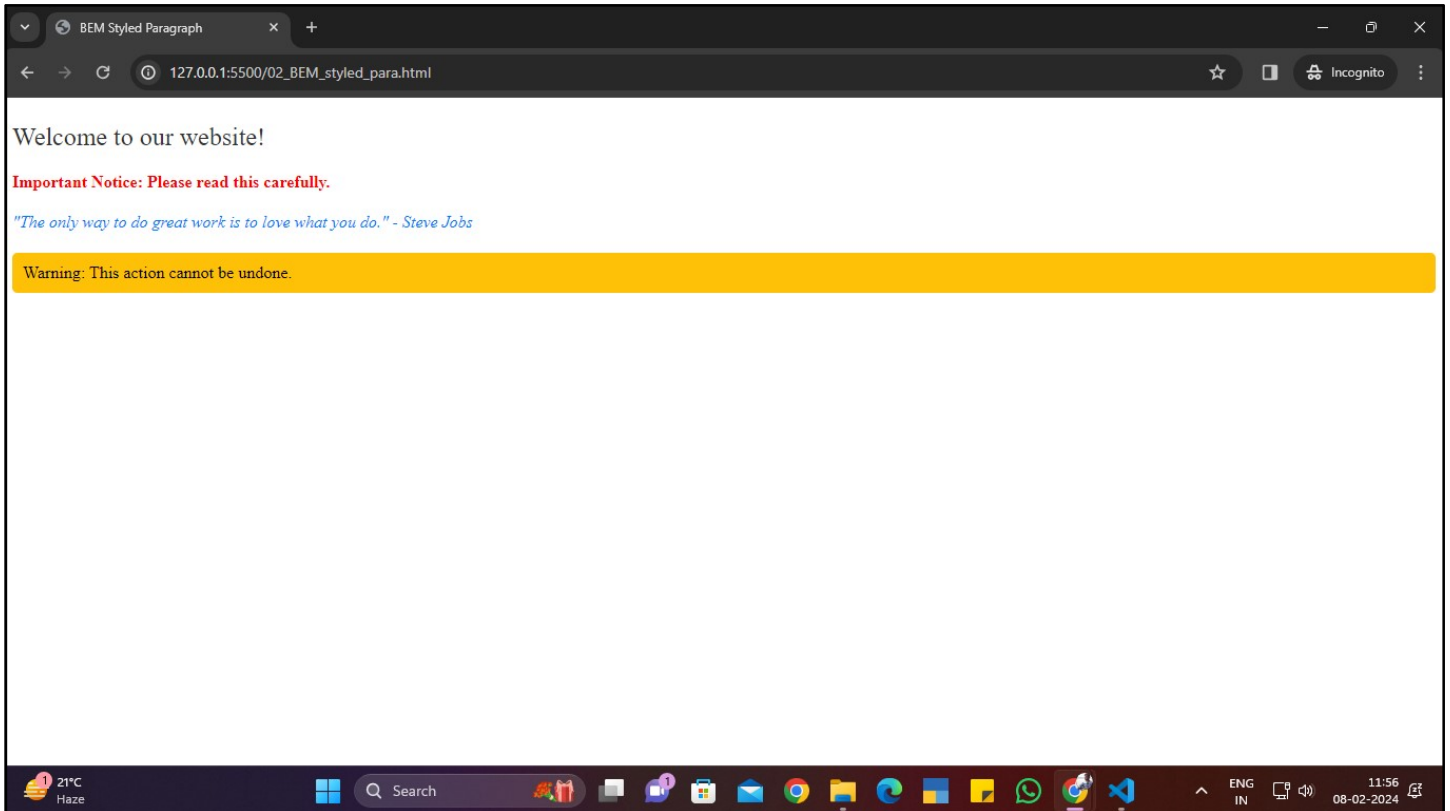 BEM Styled Paragraph
127.0.0.1:5500/02_BEM_styled_para.html
Incognito
Welcome to our website!
Important Notice: Please read this carefully.
"The only way to do great work is to love what you do." - Steve Jobs
Warning: This action cannot be undone.
1
21°C
Haze
Search
1
ENG
IN
11:56
08-02-2024